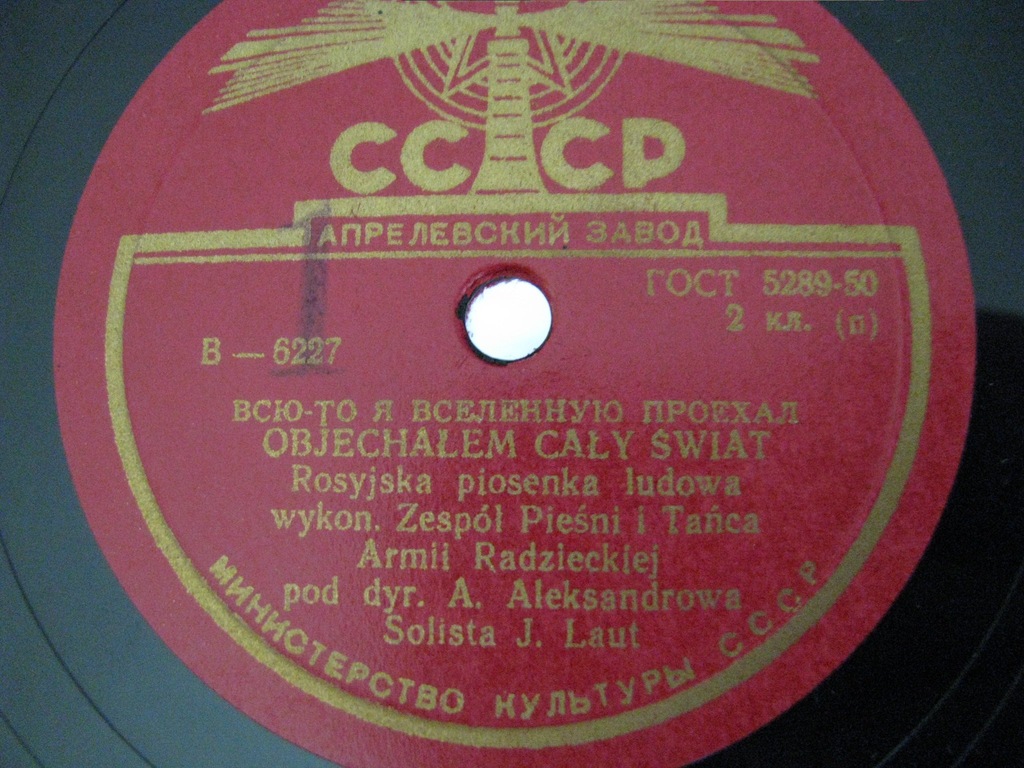 СССР
АПРЕЛЕВСКИЙ ЗАВОД
ГОСТ 5289-50
2 кл. (п)
В — 6227
ВСЮ-ТО Я ВСЕЛЕННУЮ ПРОЕХАЛ
OBJECHAŁEM CAŁY ŚWIAT
Rosyjska piosenka ludowa
wykon. Zespół Pieśni i Tańca
Armii Radzieckiej
pod dyr. A. Aleksandrowa
Solista J. Laut
МИНИСТЕРСТВО КУЛЬТУРЫ СССР